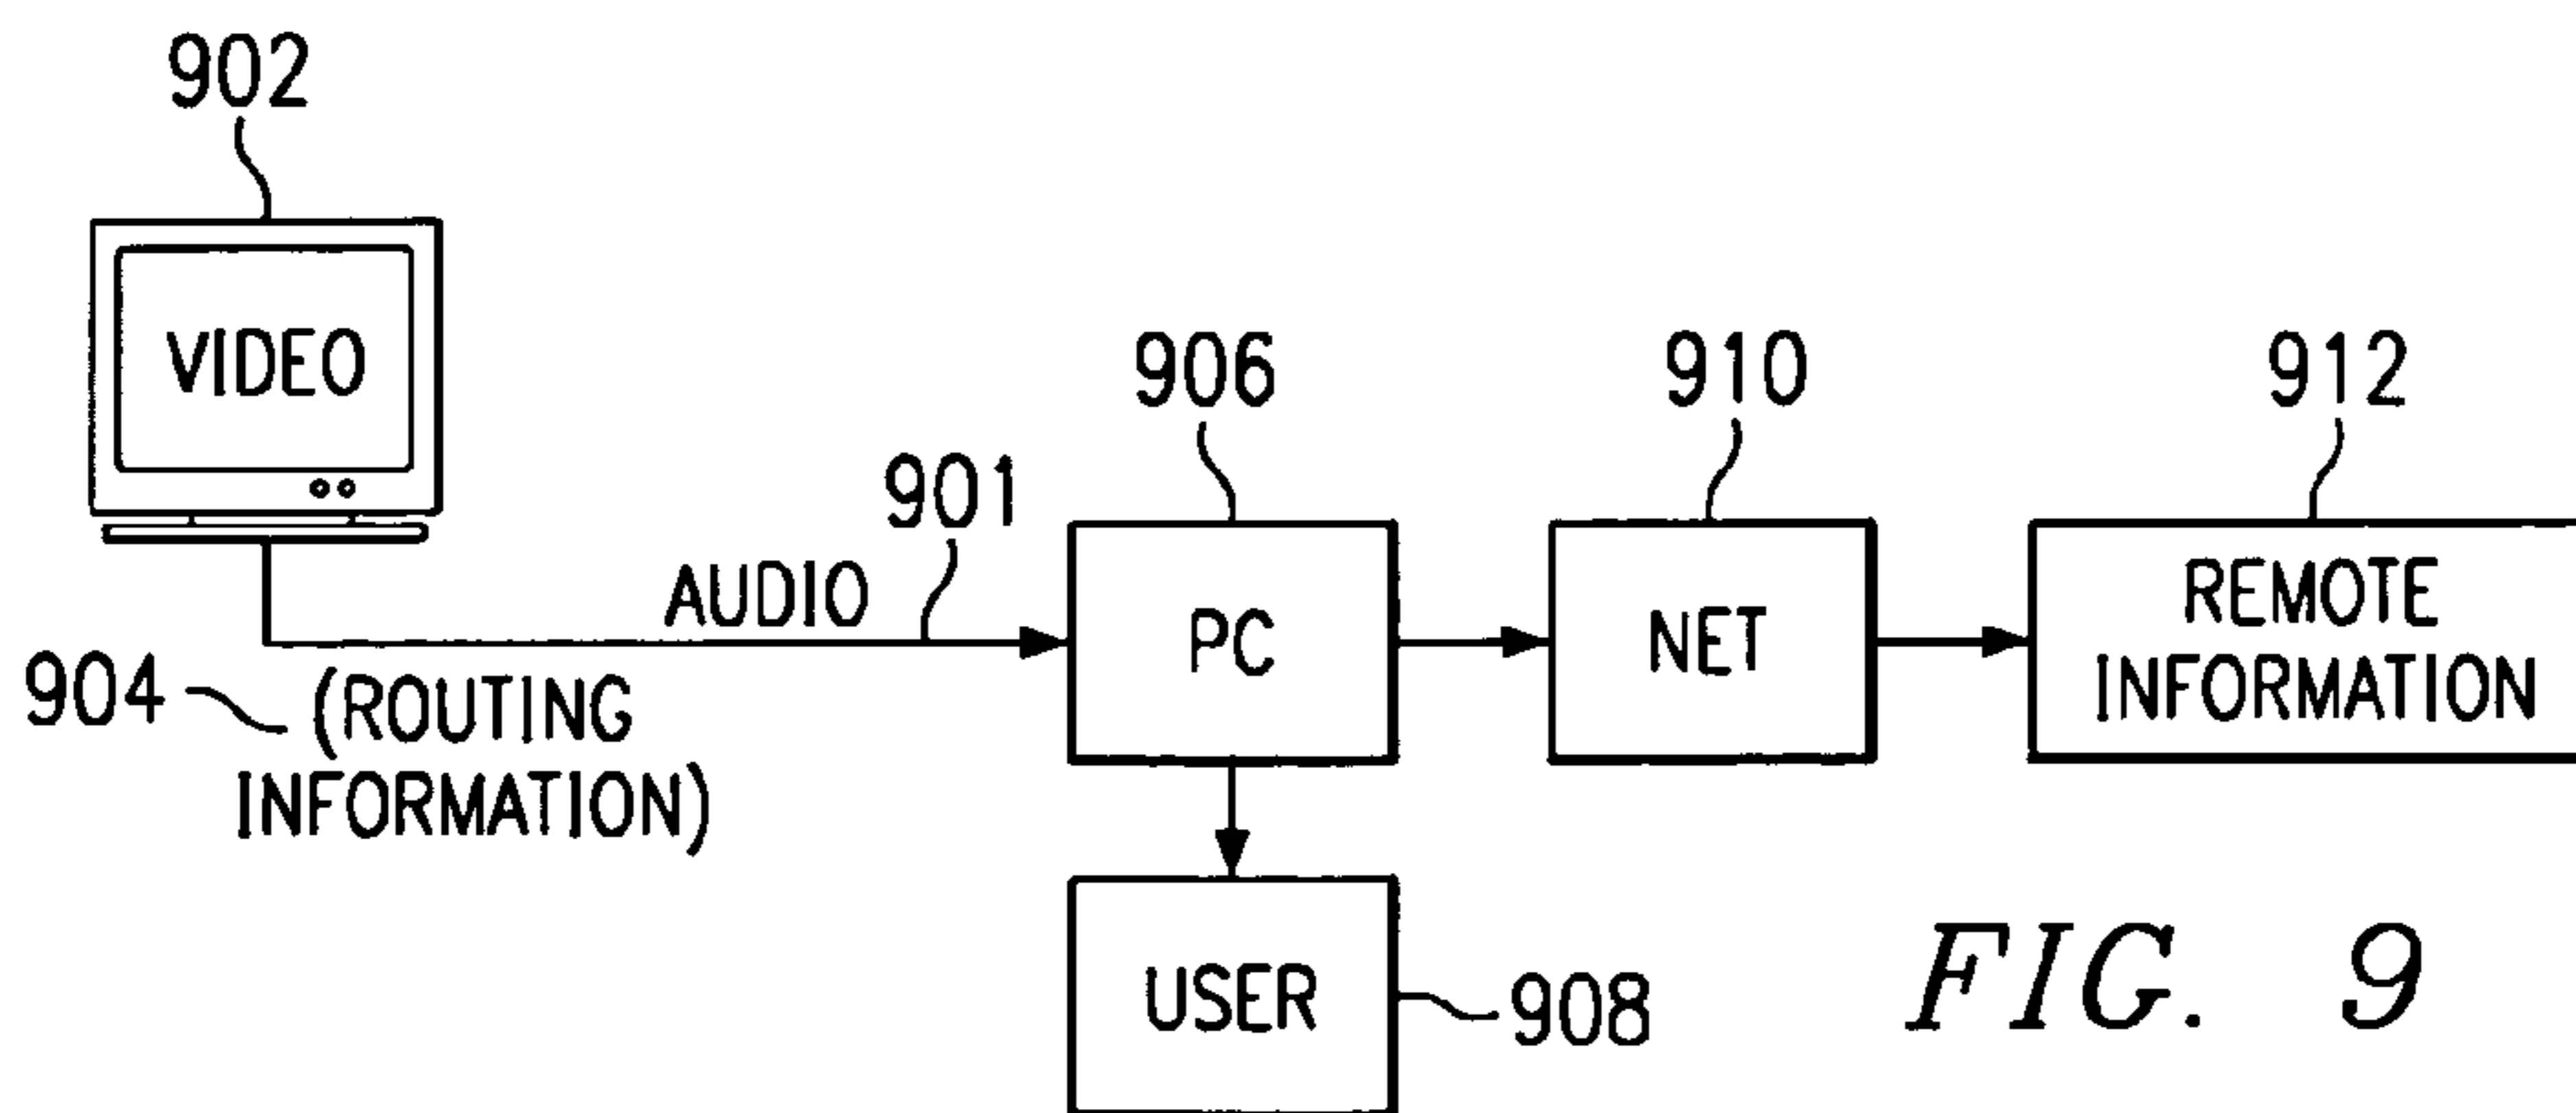 902
VIDEO
906
910
912
901
AUDIO
PC
NET
REMOTE
INFORMATION
904
(ROUTING
INFORMATION)
USER
908
FIG. 9